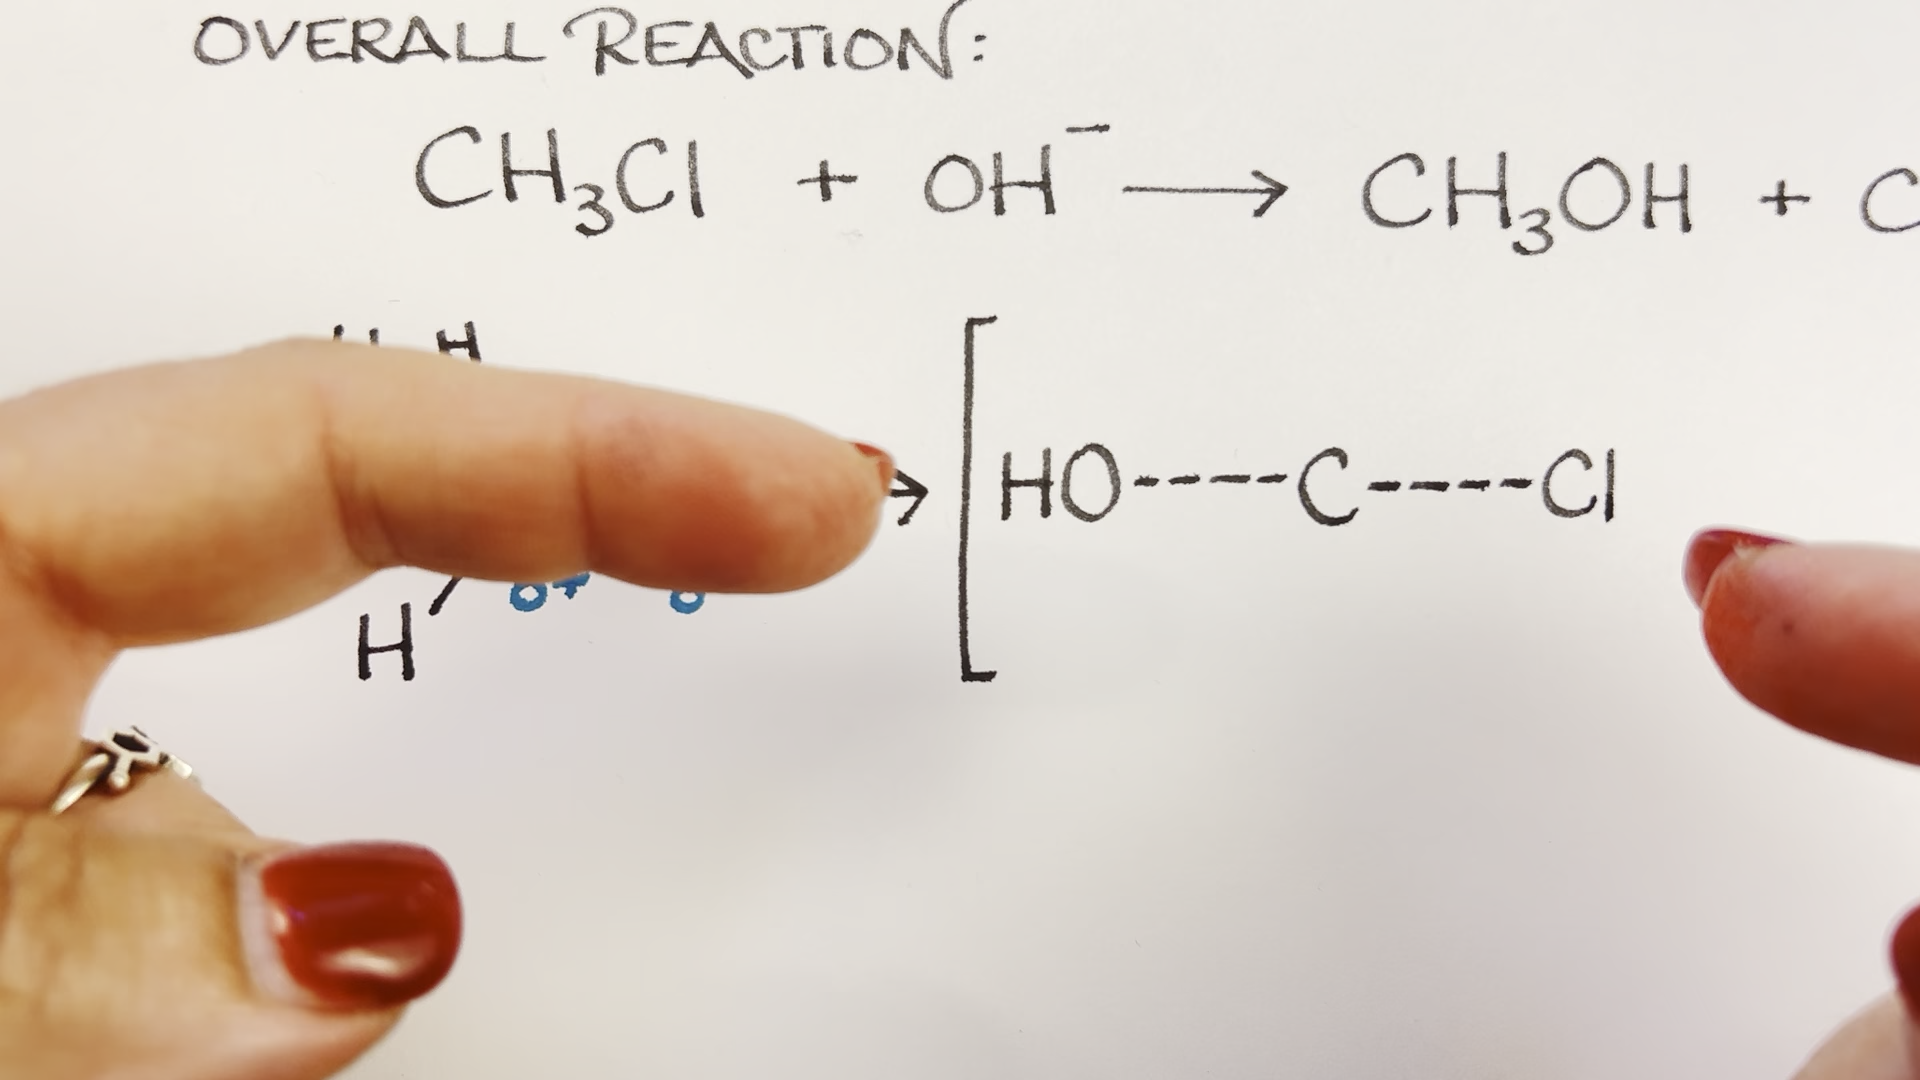 OVERALL REACTION:
CH₃Cl + OH⁻ → CH₃OH + C
H
→ [HO----C----Cl
δ+ δ
H